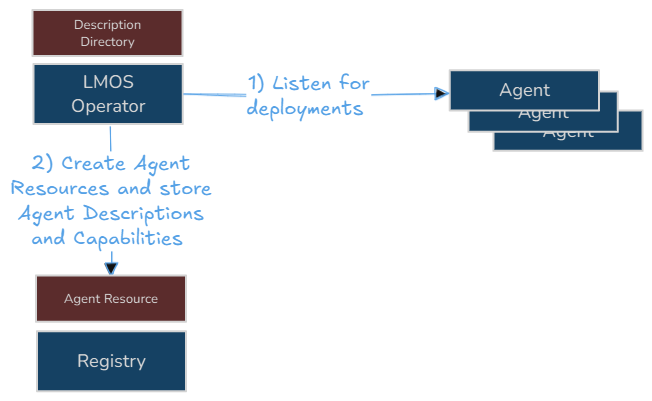 Description
Directory
LMOS
Operator
1) Listen for
deployments
Agent
Agent
Agent
2) Create Agent
Resources and store
Agent Descriptions
and Capabilities
Agent Resource
Registry